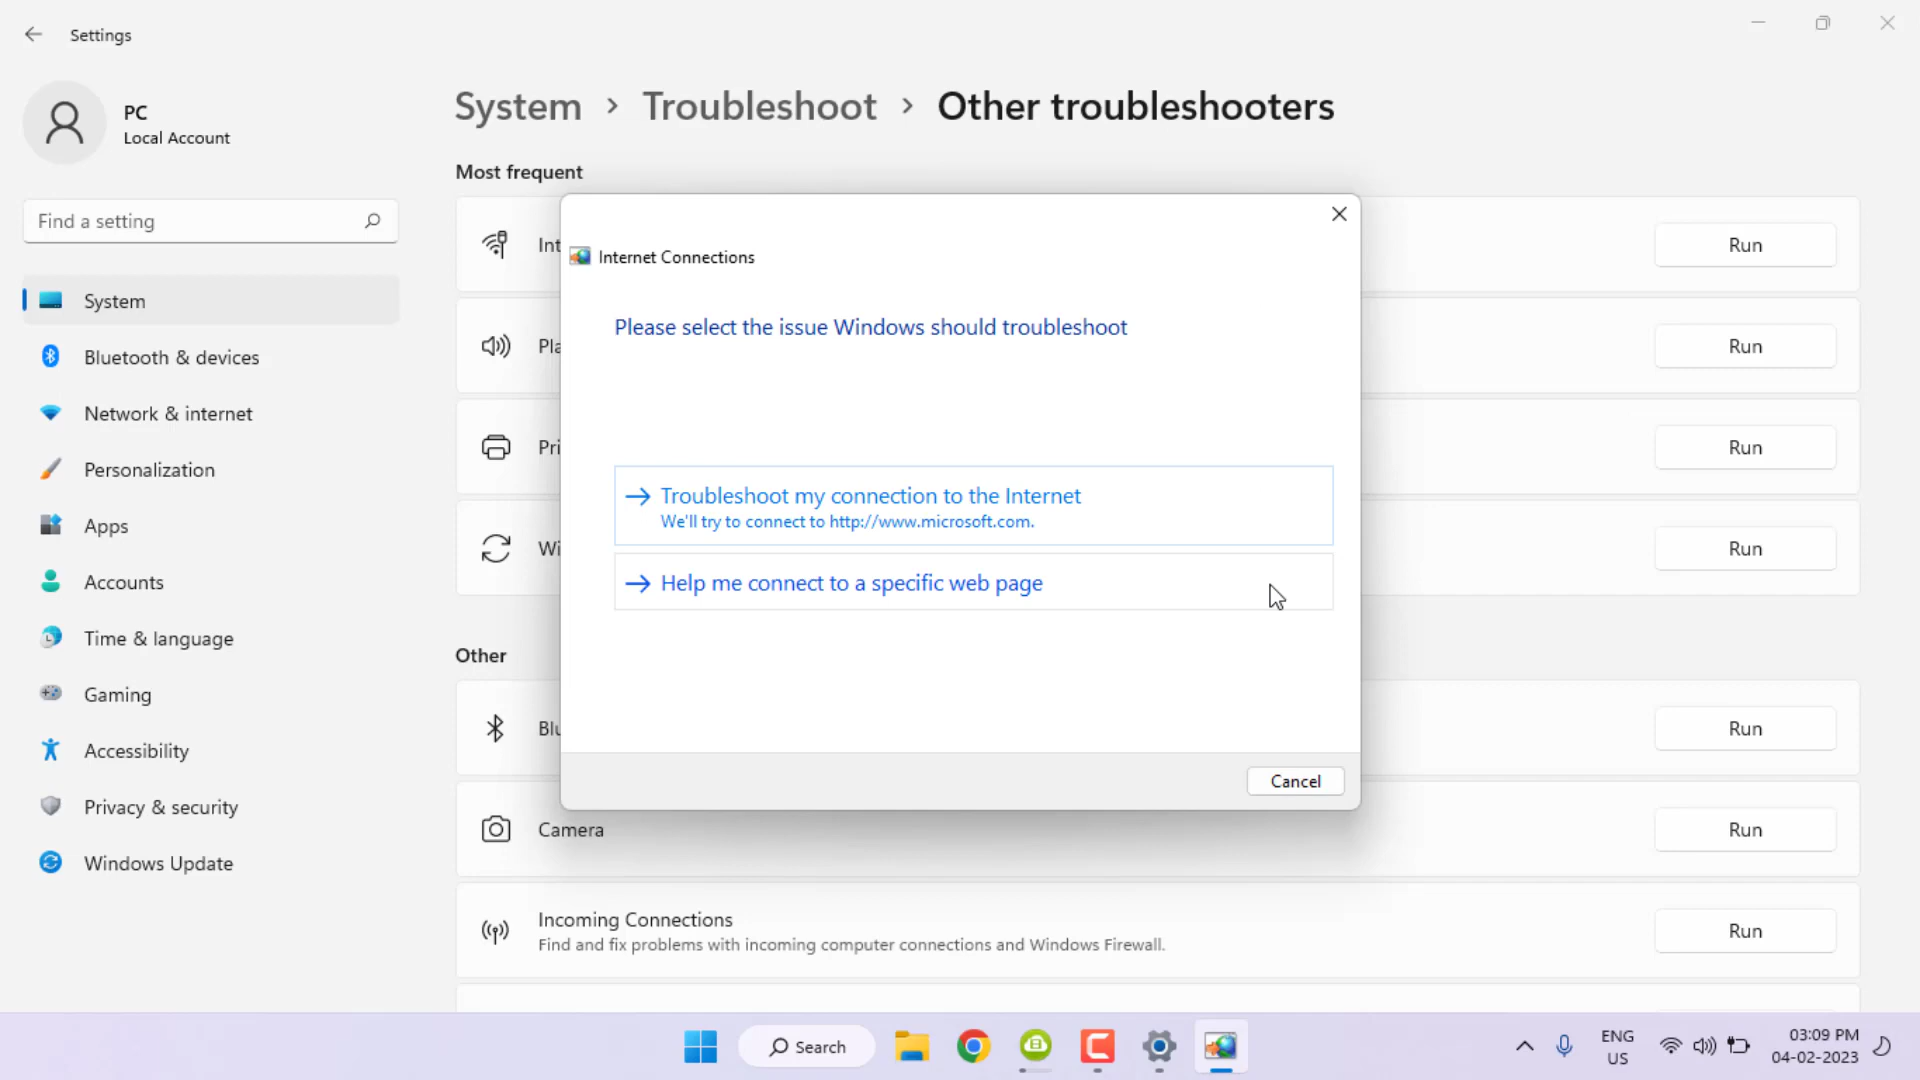 Settings
PC
Local Account
Find a setting
System
Bluetooth & devices
Network & internet
Personalization
Apps
Accounts
Time & language
Gaming
Accessibility
Privacy & security
Windows Update
System > Troubleshoot > Other troubleshooters
Most frequent
Int
Run
Pla
Run
Pri
Run
Wi
Run
Internet Connections
Please select the issue Windows should troubleshoot
Troubleshoot my connection to the Internet
We'll try to connect to http://www.microsoft.com.
Help me connect to a specific web page
Cancel
Other
Blu
Run
Camera
Run
Incoming Connections
Find and fix problems with incoming computer connections and Windows Firewall.
Run
Search
ENG
US
03:09 PM
04-02-2023